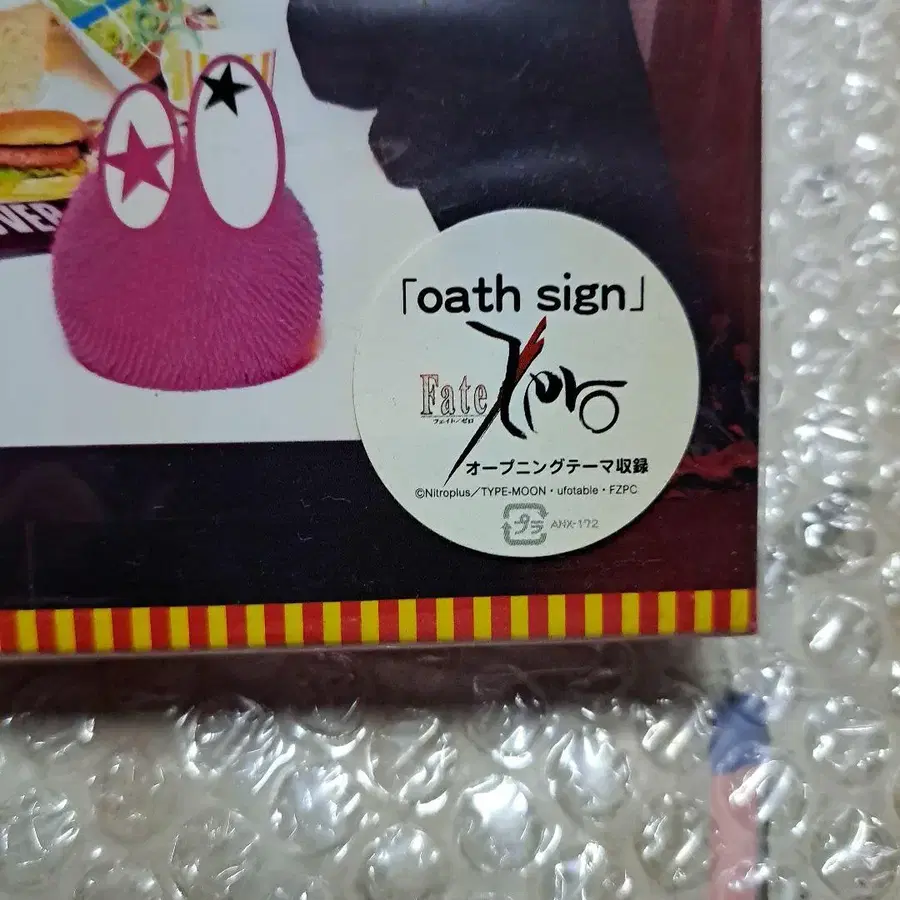 VER
「oath sign」
Fate
Zero
フェイト／ゼロ
オープニングテーマ収録
©Nitroplus／TYPE-MOON・ufotable・FZPC
プラ ANX-172